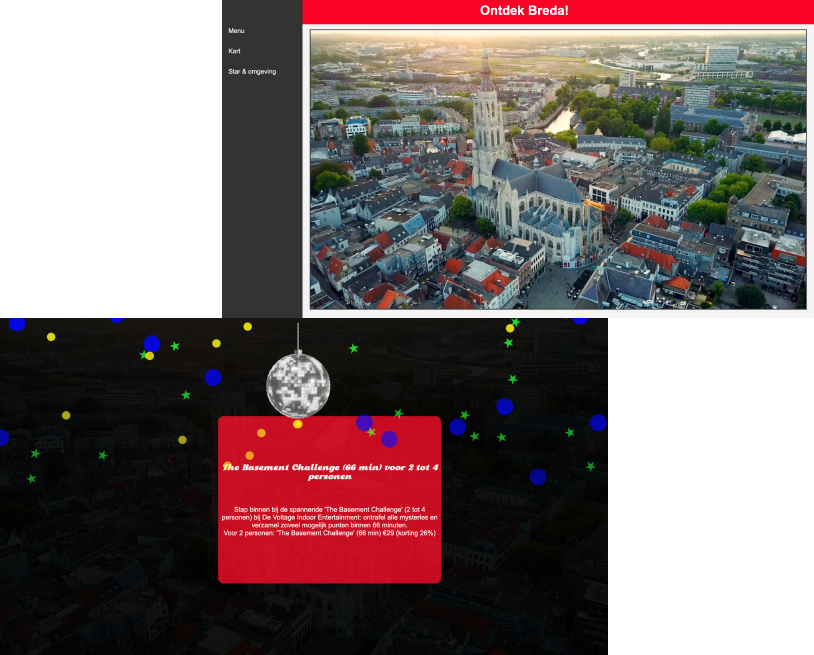 Ontdek Breda!
Menu
Kart
Star & omgeving
The Basement Challenge (66 min) voor 2 tot 4
personen
Stap binnen bij de spannende 'The Basement Challenge' (2 tot 4
personen) bij De Voltage Indoor Entertainment: ontrafel alle mysteries en
verzamel zoveel mogelijk punten binnen 66 minuten.
Voor 2 personen: 'The Basement Challenge' (66 min) €29 (korting 26%)